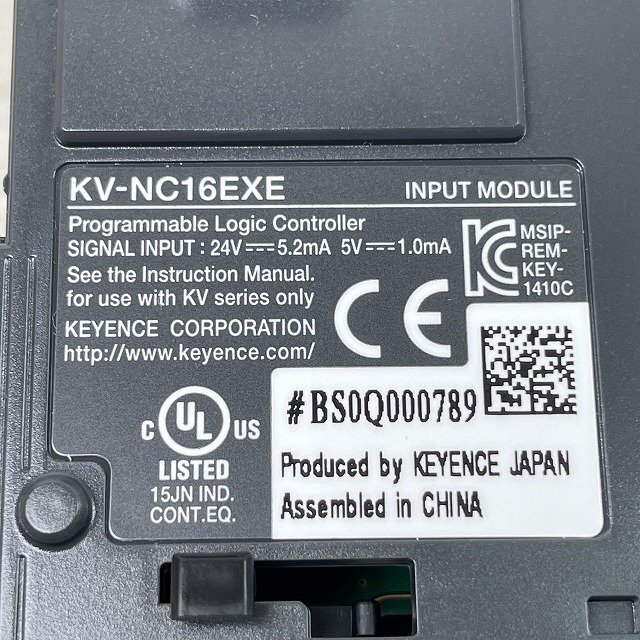 KV-NC16EXE INPUT MODULE
Programmable Logic Controller
SIGNAL INPUT : 24V⎓5.2mA 5V⎓1.0mA
See the Instruction Manual.
for use with KV series only
KEYENCE CORPORATION
http://www.keyence.com/
MSIP-
REM-
KEY-
1410C
CE
C UL US
LISTED
15JN IND.
CONT.EQ.
#BS0Q000789
Produced by KEYENCE JAPAN
Assembled in CHINA